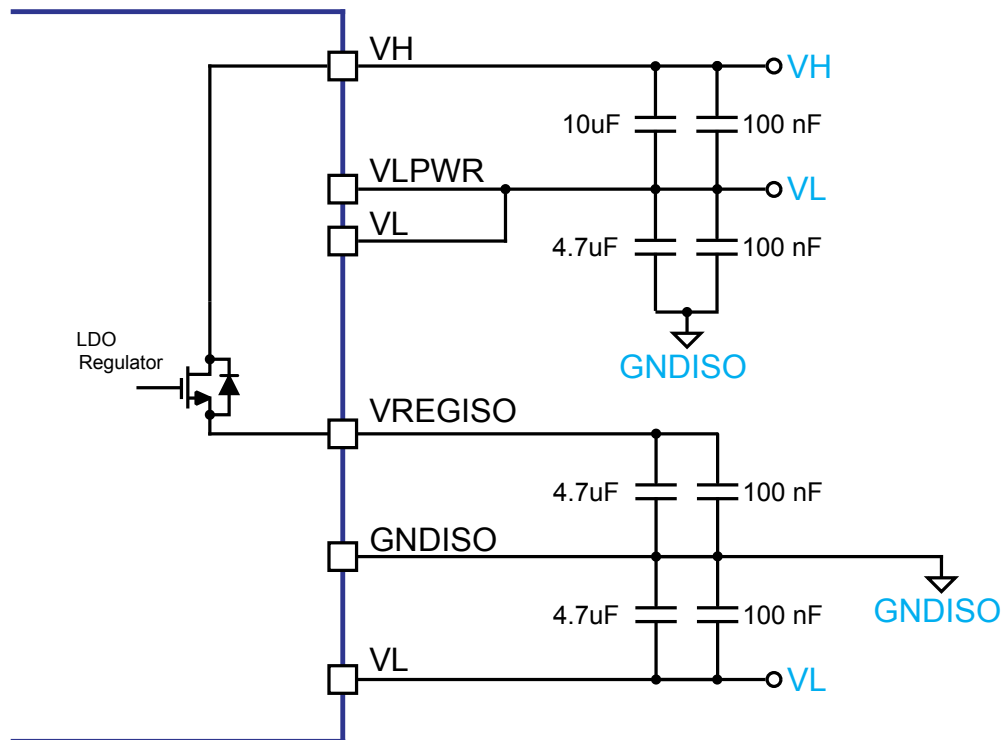 VH
VH
10uF
100 nF
VLPWR
VL
VL
4.7uF
100 nF
LDO
Regulator
GNDISO
VREGISO
4.7uF
100 nF
GNDISO
4.7uF
100 nF
GNDISO
VL
VL